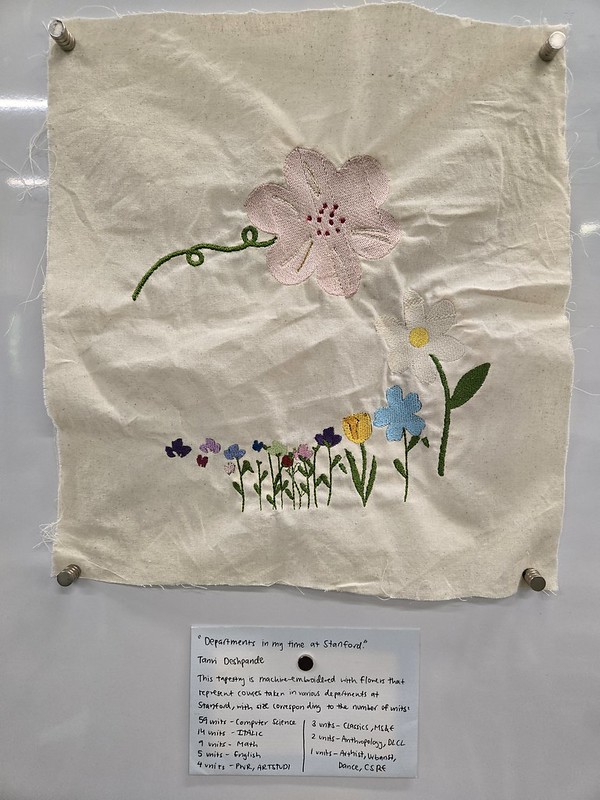 "Departments in my time at Stanford."
Tanvi Deshpande
This tapestry is machine-embroidered with flowers that
represent courses taken in various departments at
Stanford, with size corresponding to the number of units:
59 units - Computer Science
14 units - ITALIC
9 units - Math
5 units - English
4 units - PWR, ARTSTUDI
3 units - Classics, MS&E
2 units - Anthropology, DLCL
1 units - Arthist, Urbanst,
Dance, CSRE